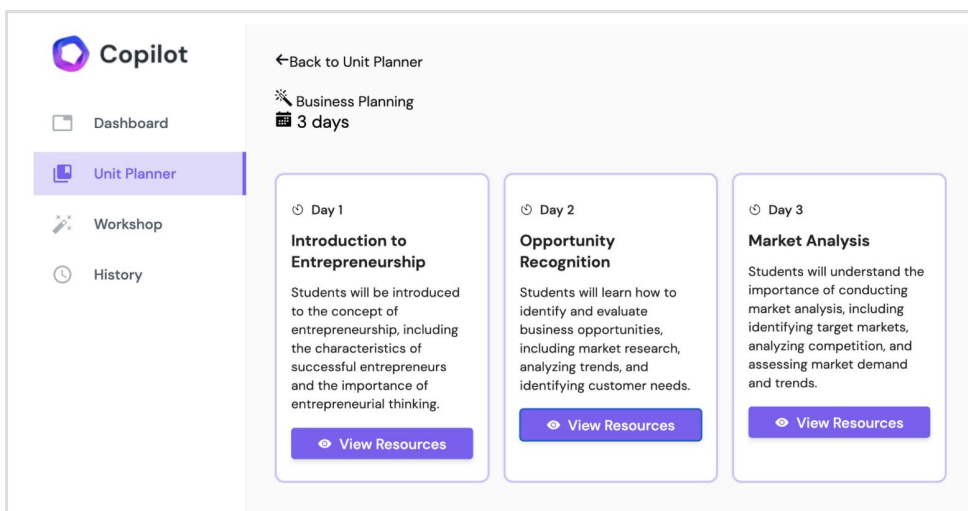 Copilot
Dashboard
Unit Planner
Workshop
History
←Back to Unit Planner
Business Planning
3 days
Day 1
Introduction to
Entrepreneurship
Students will be introduced
to the concept of
entrepreneurship, including
the characteristics of
successful entrepreneurs
and the importance of
entrepreneurial thinking.
View Resources
Day 2
Opportunity
Recognition
Students will learn how to
identify and evaluate
business opportunities,
including market research,
analyzing trends, and
identifying customer needs.
View Resources
Day 3
Market Analysis
Students will understand the
importance of conducting
market analysis, including
identifying target markets,
analyzing competition, and
assessing market demand
and trends.
View Resources